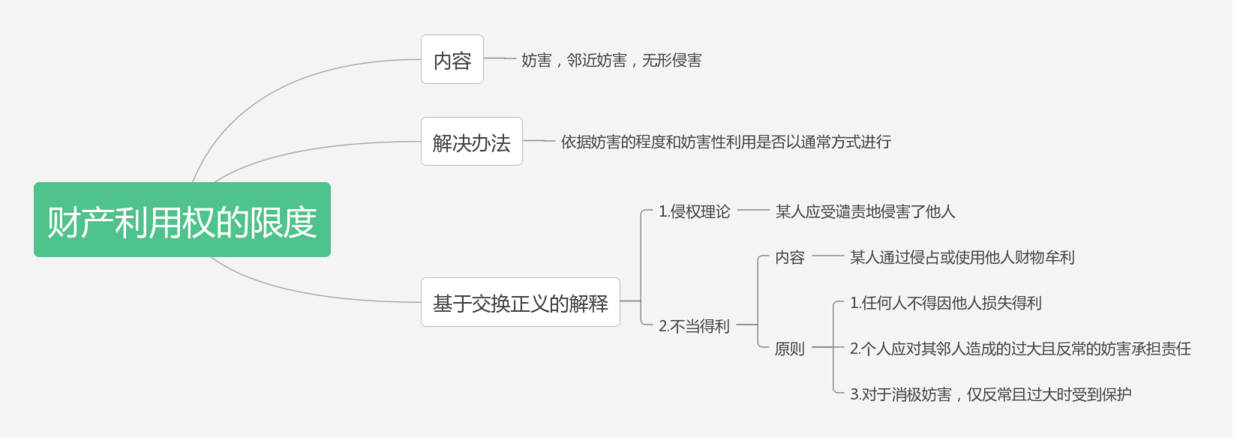 内容
妨害，邻近妨害，无形侵害
解决办法
依据妨害的程度和妨害性利用是否以通常方式进行
财产利用权的限度
基于交换正义的解释
1.侵权理论
某人应受谴责地侵害了他人
2.不当得利
内容
某人通过侵占或使用他人财物牟利
原则
1.任何人不得因他人损失得利
2.个人应对其邻人造成的过大且反常的妨害承担责任
3.对于消极妨害，仅反常且过大时受到保护